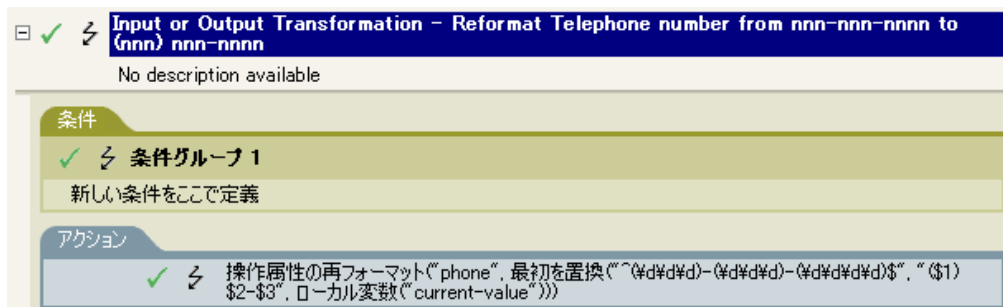 Input or Output Transformation - Reformat Telephone number from nnn-nnn-nnnn to
(nnn) nnn-nnnn
No description available
条件
条件グループ 1
新しい条件をここで定義
アクション
操作属性の再フォーマット("phone", 最初を置換("^(¥d¥d¥d)-(¥d¥d¥d)-(¥d¥d¥d¥d)$", "($1)
$2-$3", ローカル変数("current-value")))